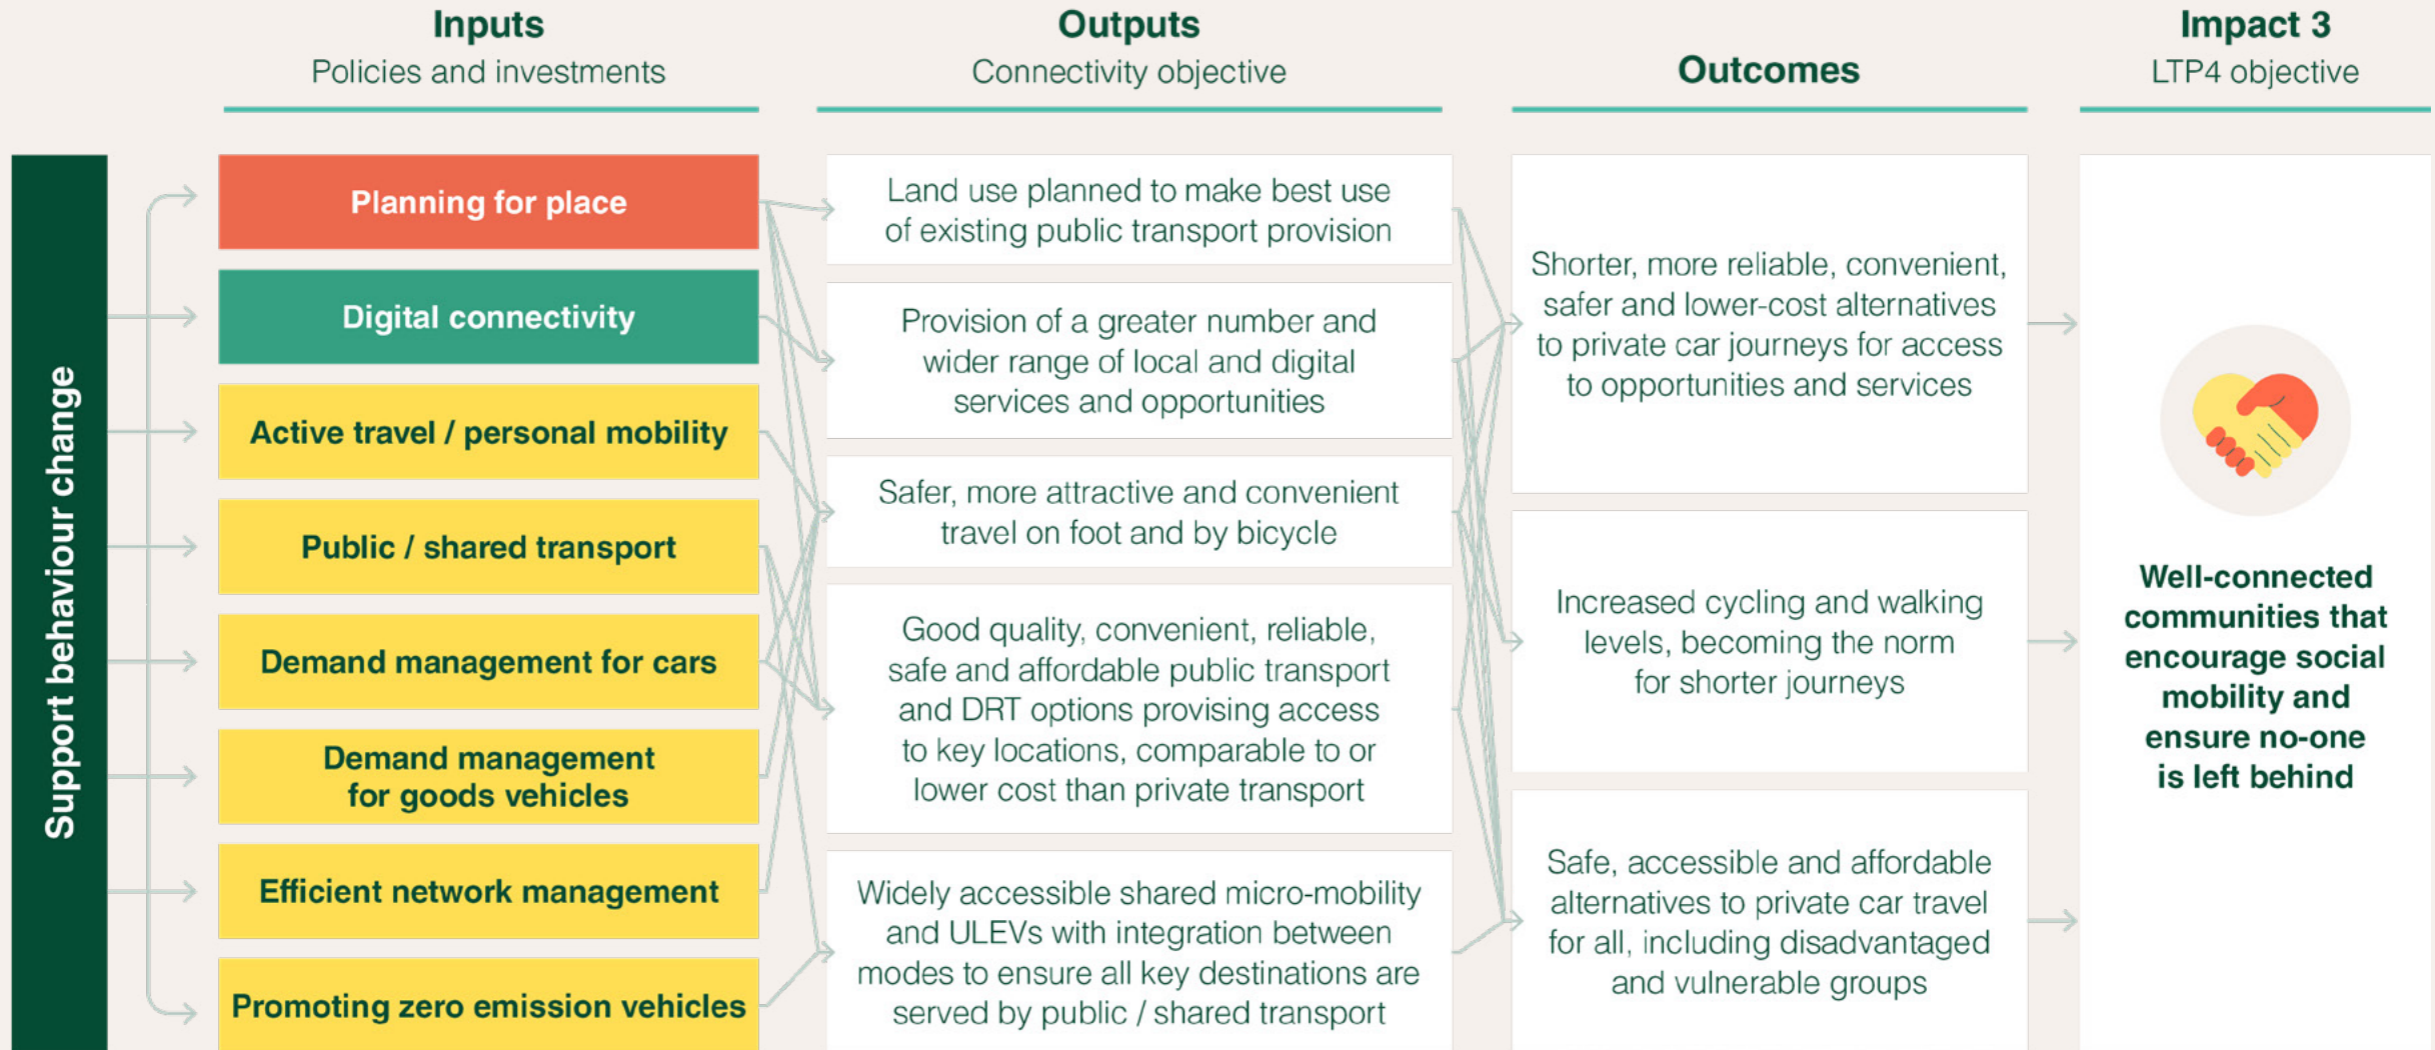 Inputs
Policies and investments
Outputs
Connectivity objective
Outcomes
Impact 3
LTP4 objective
Support behaviour change
Planning for place
Digital connectivity
Active travel / personal mobility
Public / shared transport
Demand management for cars
Demand management
for goods vehicles
Efficient network management
Promoting zero emission vehicles
Land use planned to make best use
of existing public transport provision
Provision of a greater number and
wider range of local and digital
services and opportunities
Safer, more attractive and convenient
travel on foot and by bicycle
Good quality, convenient, reliable,
safe and affordable public transport
and DRT options provising access
to key locations, comparable to or
lower cost than private transport
Widely accessible shared micro-mobility
and ULEVs with integration between
modes to ensure all key destinations are
served by public / shared transport
Shorter, more reliable, convenient,
safer and lower-cost alternatives
to private car journeys for access
to opportunities and services
Increased cycling and walking
levels, becoming the norm
for shorter journeys
Safe, accessible and affordable
alternatives to private car travel
for all, including disadvantaged
and vulnerable groups
Well-connected
communities that
encourage social
mobility and
ensure no-one
is left behind